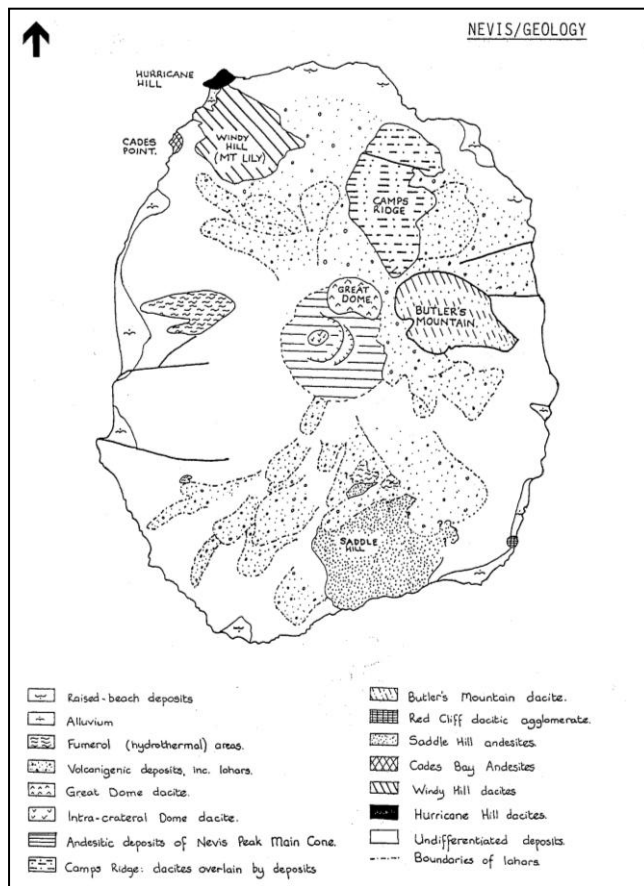 NEVIS/GEOLOGY
HURRICANE
HILL
CADES
POINT.
WINDY
HILL
(MT LILY)
CAMPS
RIDGE
GREAT
DOME
BUTLER'S
MOUNTAIN
SADDLE
HILL
Raised-beach deposits
Alluvium
Fumerol (hydrothermal) areas.
Volcanigenic deposits, inc. lohars.
Great Dome dacite.
Intra-crateral Dome dacite.
Andesitic deposits of Nevis Peak Main Cone.
Camps Ridge: dacites overlain by deposits
Butler's Mountain dacite.
Red Cliff dacitic agglomerate.
Saddle Hill andesites.
Cades Bay Andesites
Windy Hill dacites
Hurricane Hill dacites.
Undifferentiated deposits.
Boundaries of lahars